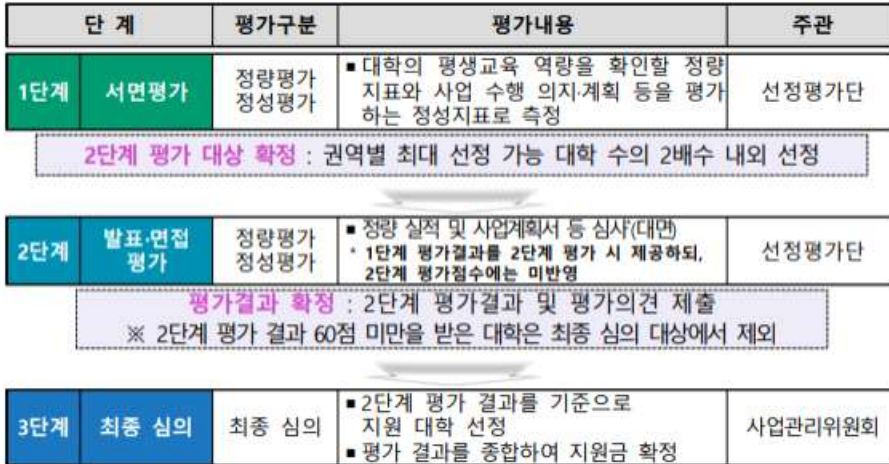 단 계 평가구분 평가내용 주관
1단계 서면평가 정량평가 정성평가 ▪대학의 평생교육 역량을 확인할 정량
지표와 사업 수행 의지·계획 등을 평가
하는 정성지표로 측정 선정평가단
2단계 평가 대상 확정 : 권역별 최대 선정 가능 대학 수의 2배수 내외 선정
2단계 발표·면접 평가 정량평가 정성평가 ▪정량 실적 및 사업계획서 등 심사*(대면)
* 1단계 평가결과를 2단계 평가 시 제공하되,
2단계 평가점수에는 미반영 선정평가단
평가결과 확정 : 2단계 평가결과 및 평가의견 제출
※ 2단계 평가 결과 60점 미만을 받은 대학은 최종 심의 대상에서 제외
3단계 최종 심의 최종 심의 ▪2단계 평가 결과를 기준으로
지원 대학 선정
▪평가 결과를 종합하여 지원금 확정 사업관리위원회